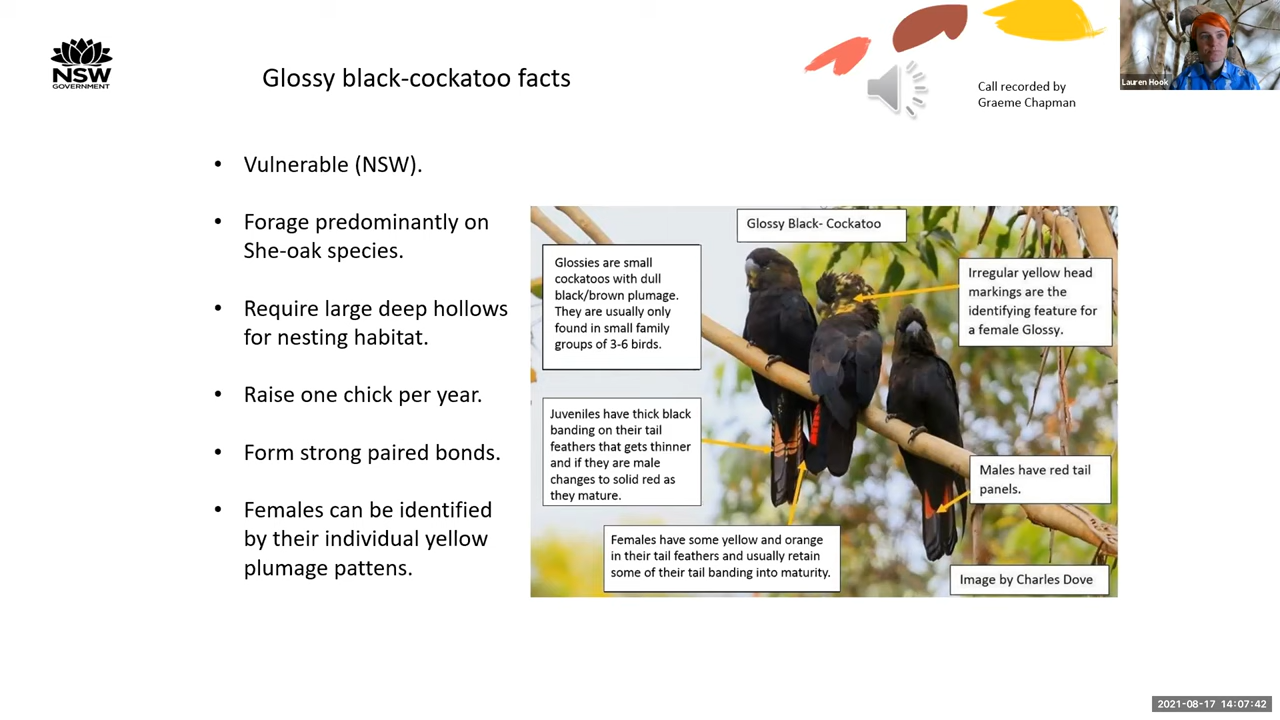 NSW
GOVERNMENT
Glossy black-cockatoo facts
Call recorded by
Graeme Chapman
Lauren Hook
• Vulnerable (NSW).
• Forage predominantly on
She-oak species.
• Require large deep hollows
for nesting habitat.
• Raise one chick per year.
• Form strong paired bonds.
• Females can be identified
by their individual yellow
plumage pattens.
Glossy Black- Cockatoo
Glossies are small
cockatoos with dull
black/brown plumage.
They are usually only
found in small family
groups of 3-6 birds.
Irregular yellow head
markings are the
identifying feature for
a female Glossy.
Juveniles have thick black
banding on their tail
feathers that gets thinner
and if they are male
changes to solid red as
they mature.
Males have red tail
panels.
Females have some yellow and orange
in their tail feathers and usually retain
some of their tail banding into maturity.
Image by Charles Dove
2021-08-17 14:07:42